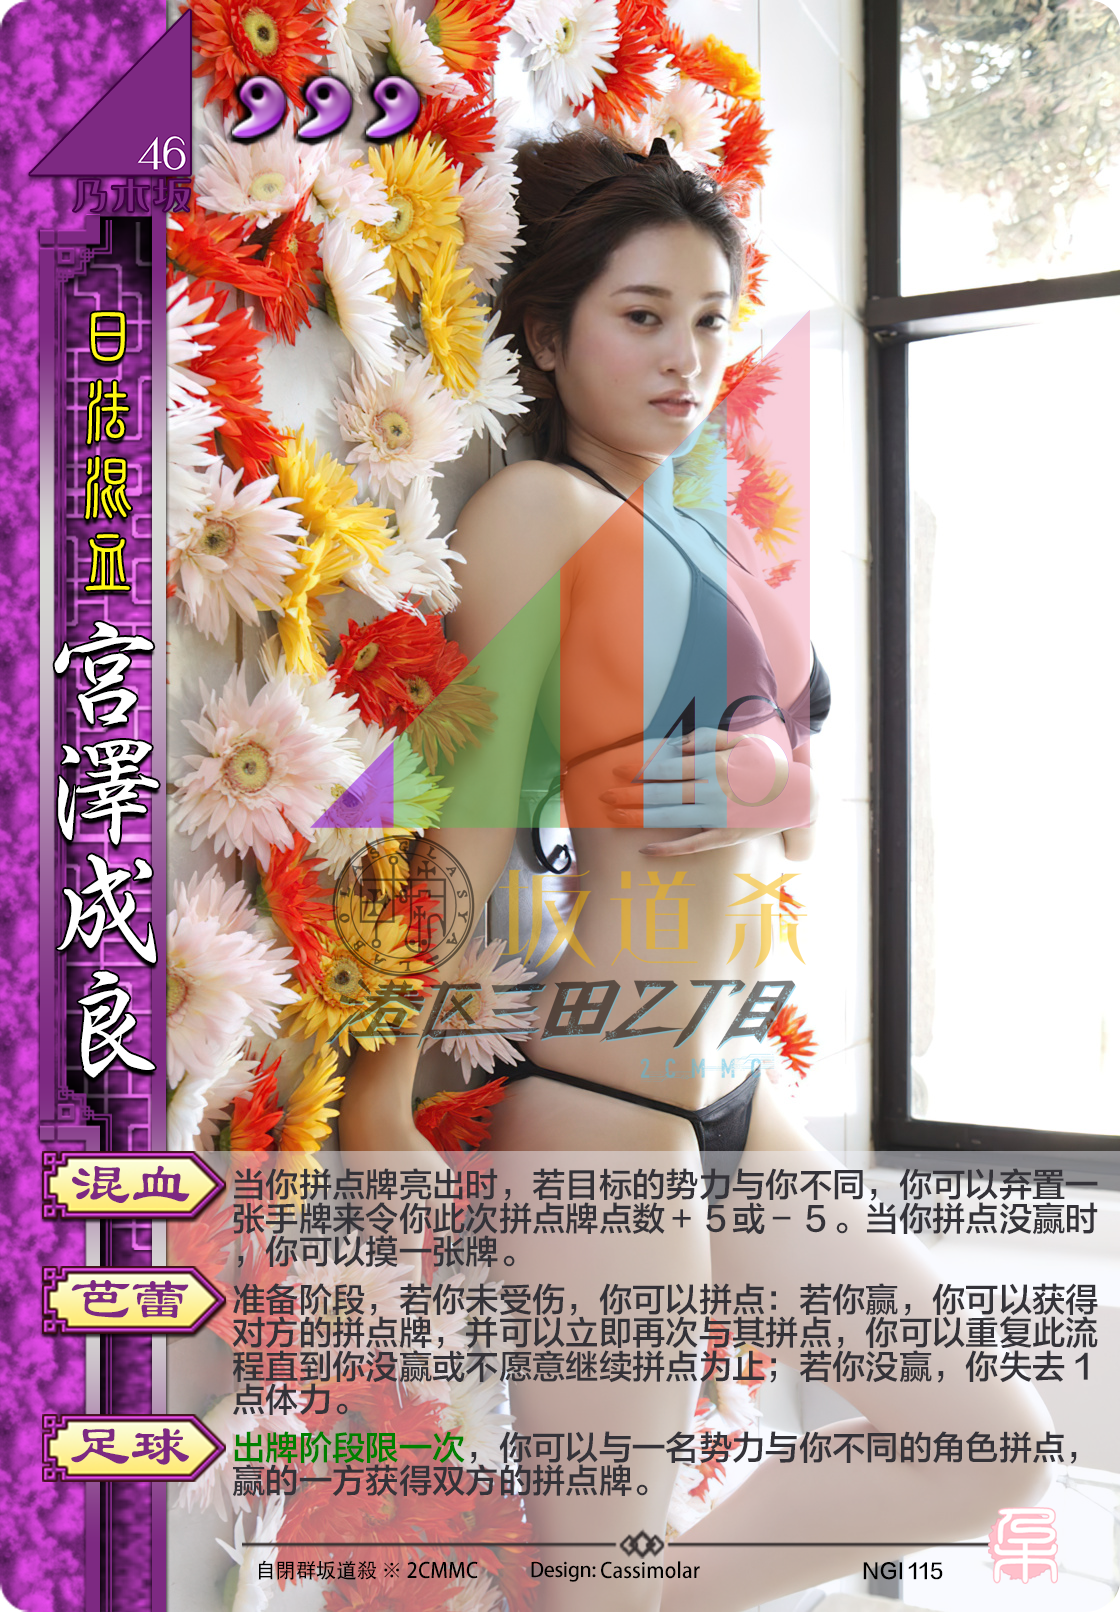 46
乃木坂
日法混血
宮澤成良
46
坂道杀
港区三田乙丁目
2.CMMC
混血
当你拼点牌亮出时，若目标的势力与你不同，你可以弃置一
张手牌来令你此次拼点牌点数＋５或－５。当你拼点没赢时
，你可以摸一张牌。
芭蕾
准备阶段，若你未受伤，你可以拼点：若你赢，你可以获得
对方的拼点牌，并可以立即再次与其拼点，你可以重复此流
程直到你没赢或不愿意继续拼点为止；若你没赢，你失去１
点体力。
足球
出牌阶段限一次，你可以与一名势力与你不同的角色拼点，
赢的一方获得双方的拼点牌。
自閉群坂道殺 ※ 2CMMC
Design: Cassimolar
NGI 115